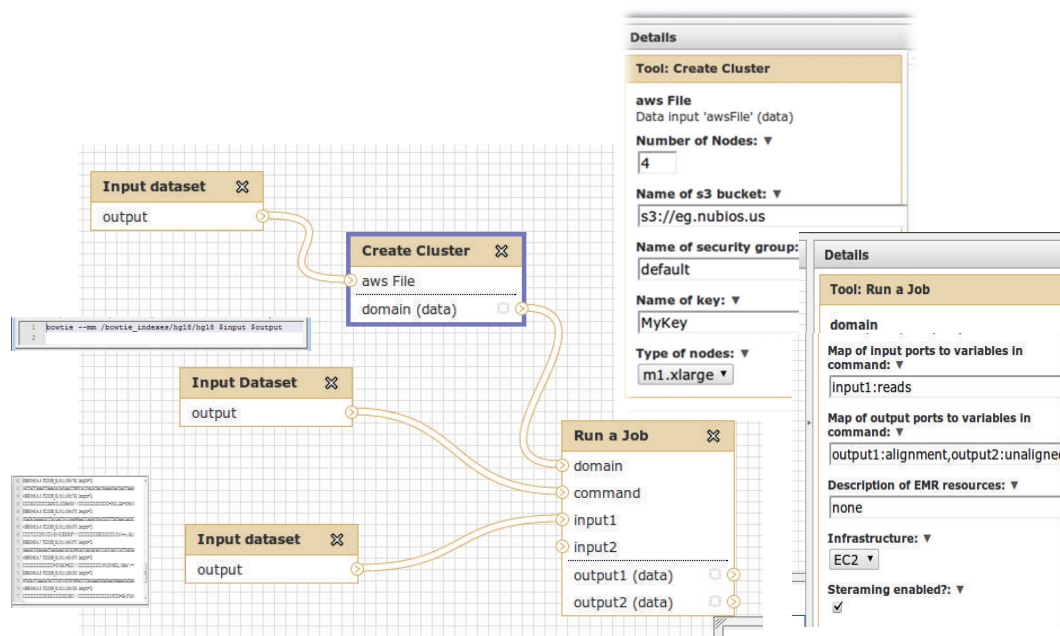 Input dataset
output
Create Cluster
aws File
domain (data)
1 bowtie --mm /bowtie_indexes/hg18/hg18 $input $output
2
Input Dataset
output
Input dataset
output
Run a Job
domain
command
input1
input2
output1 (data)
output2 (data)
Details
Tool: Create Cluster
aws File
Data input 'awsFile' (data)
Number of Nodes: ▼
4
Name of s3 bucket: ▼
s3://eg.nubios.us
Name of security group:
default
Name of key: ▼
MyKey
Type of nodes: ▼
m1.xlarge ▼
Details
Tool: Run a Job
domain
Map of input ports to variables in
command: ▼
input1:reads
Map of output ports to variables in
command: ▼
output1:alignment,output2:unaligned
Description of EMR resources: ▼
none
Infrastructure: ▼
EC2 ▼
Steraming enabled?: ▼